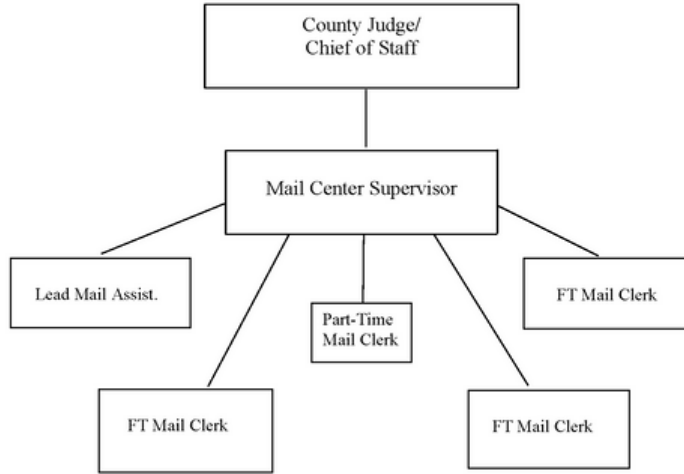 County Judge/
Chief of Staff
Mail Center Supervisor
Lead Mail Assist.
FT Mail Clerk
Part-Time
Mail Clerk
FT Mail Clerk
FT Mail Clerk